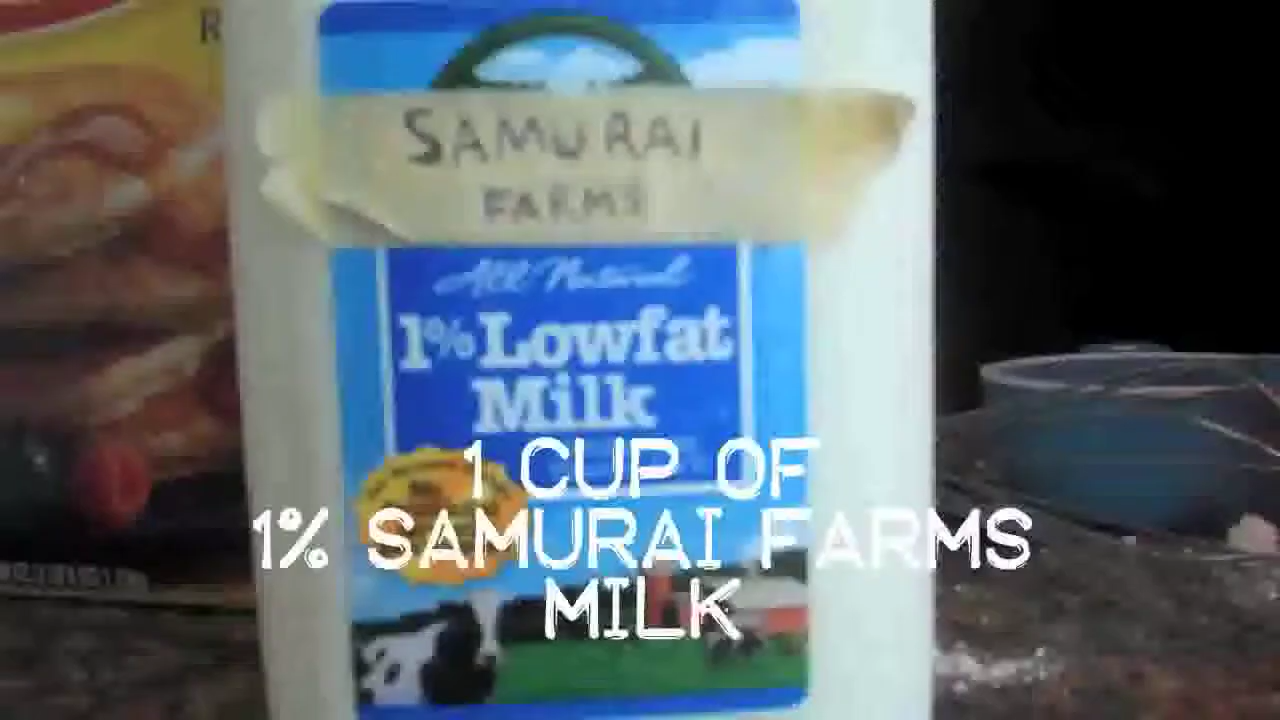 R
SAMURAI
FARMS
All Natural
1% Lowfat
Milk
1 CUP OF
1% SAMURAI FARMS
MILK